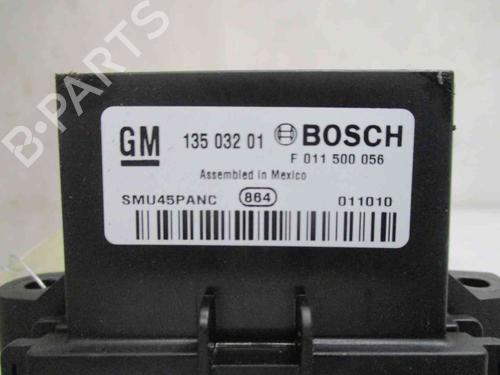 B-PARTS
GM 135 032 01 BOSCH
F 011 500 056
Assembled in Mexico
SMU45PANC 864 011010